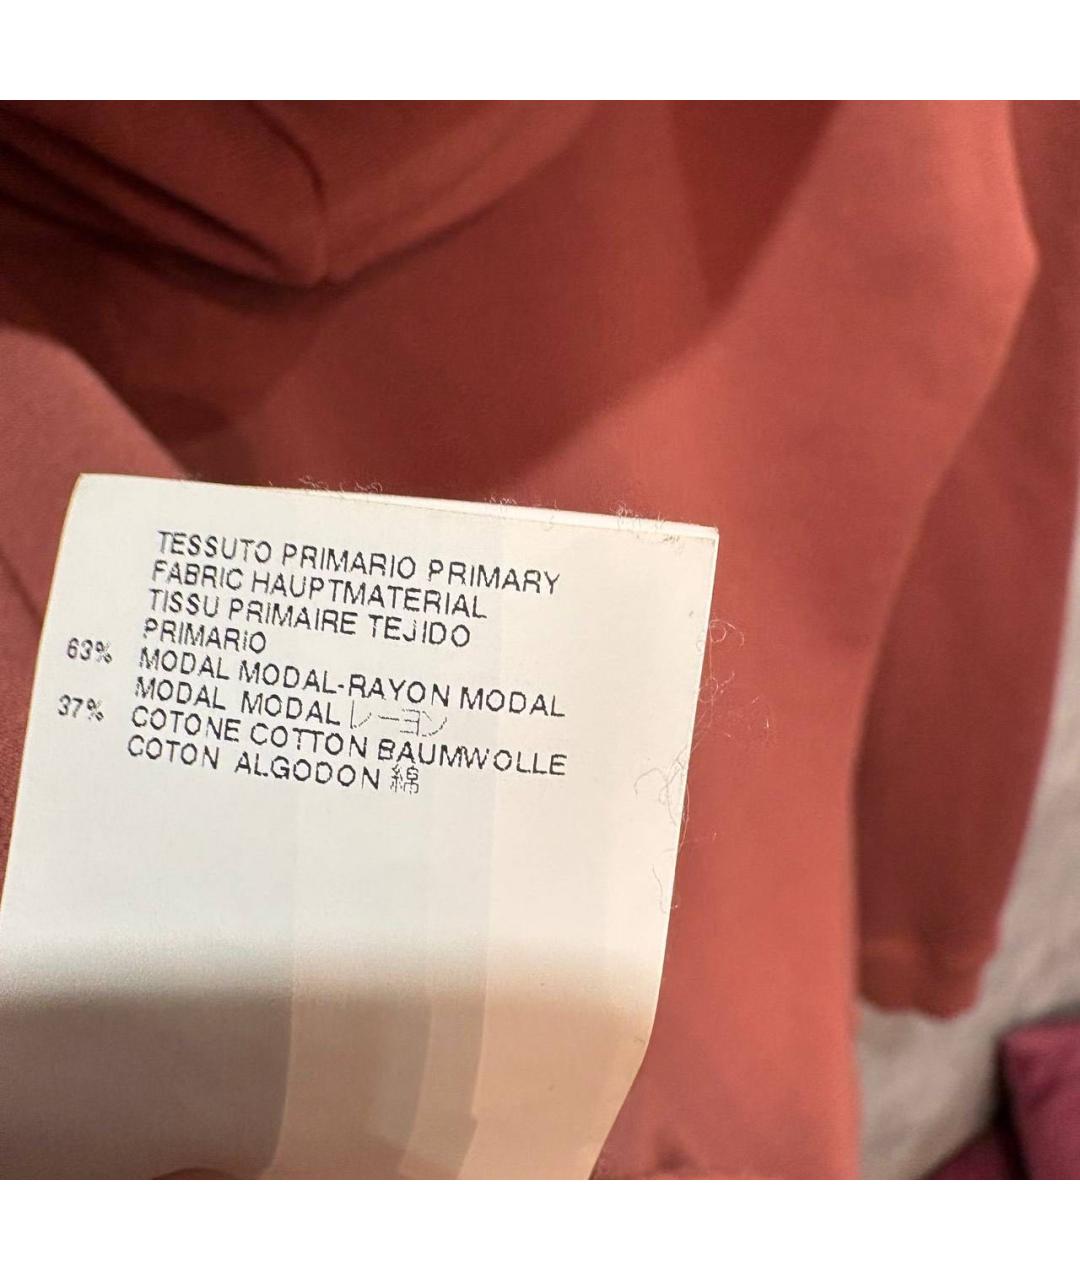 TESSUTO PRIMARIO PRIMARY
FABRIC HAUPTMATERIAL
TISSU PRIMAIRE TEJIDO
PRIMARIO
63% MODAL MODAL-RAYON MODAL
MODAL MODAL レーヨン
37% COTONE COTTON BAUMWOLLE
COTON ALGODON 綿